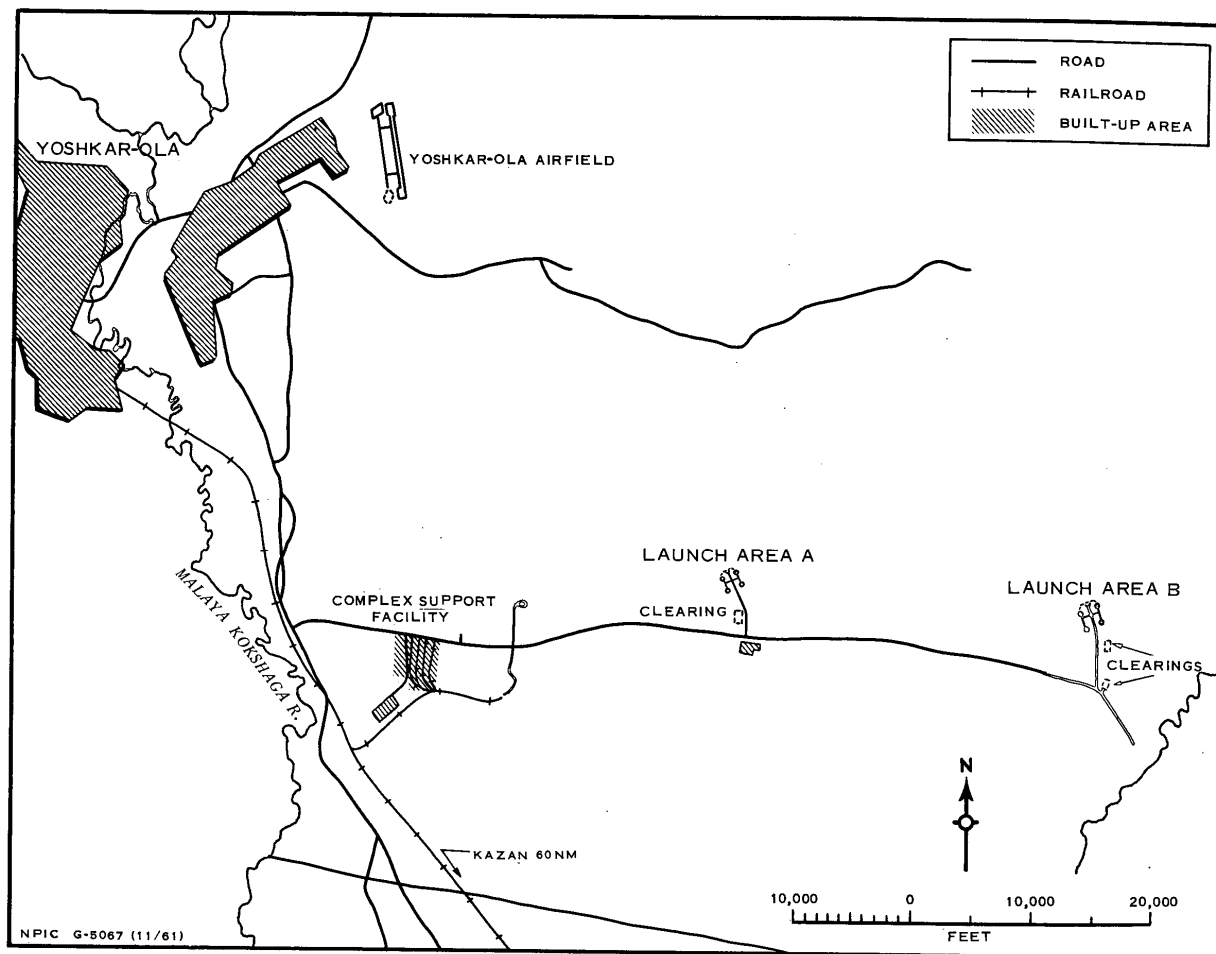 ROAD
RAILROAD
BUILT-UP AREA
YOSHKAR-OLA
YOSHKAR-OLA AIRFIELD
LAUNCH AREA A
COMPLEX SUPPORT
FACILITY
CLEARING
LAUNCH AREA B
CLEARINGS
MALAYA KOKSHAGA R.
N
KAZAN 60NM
10,000 0 10,000 20,000
FEET
NPIC G-5067 (11/61)